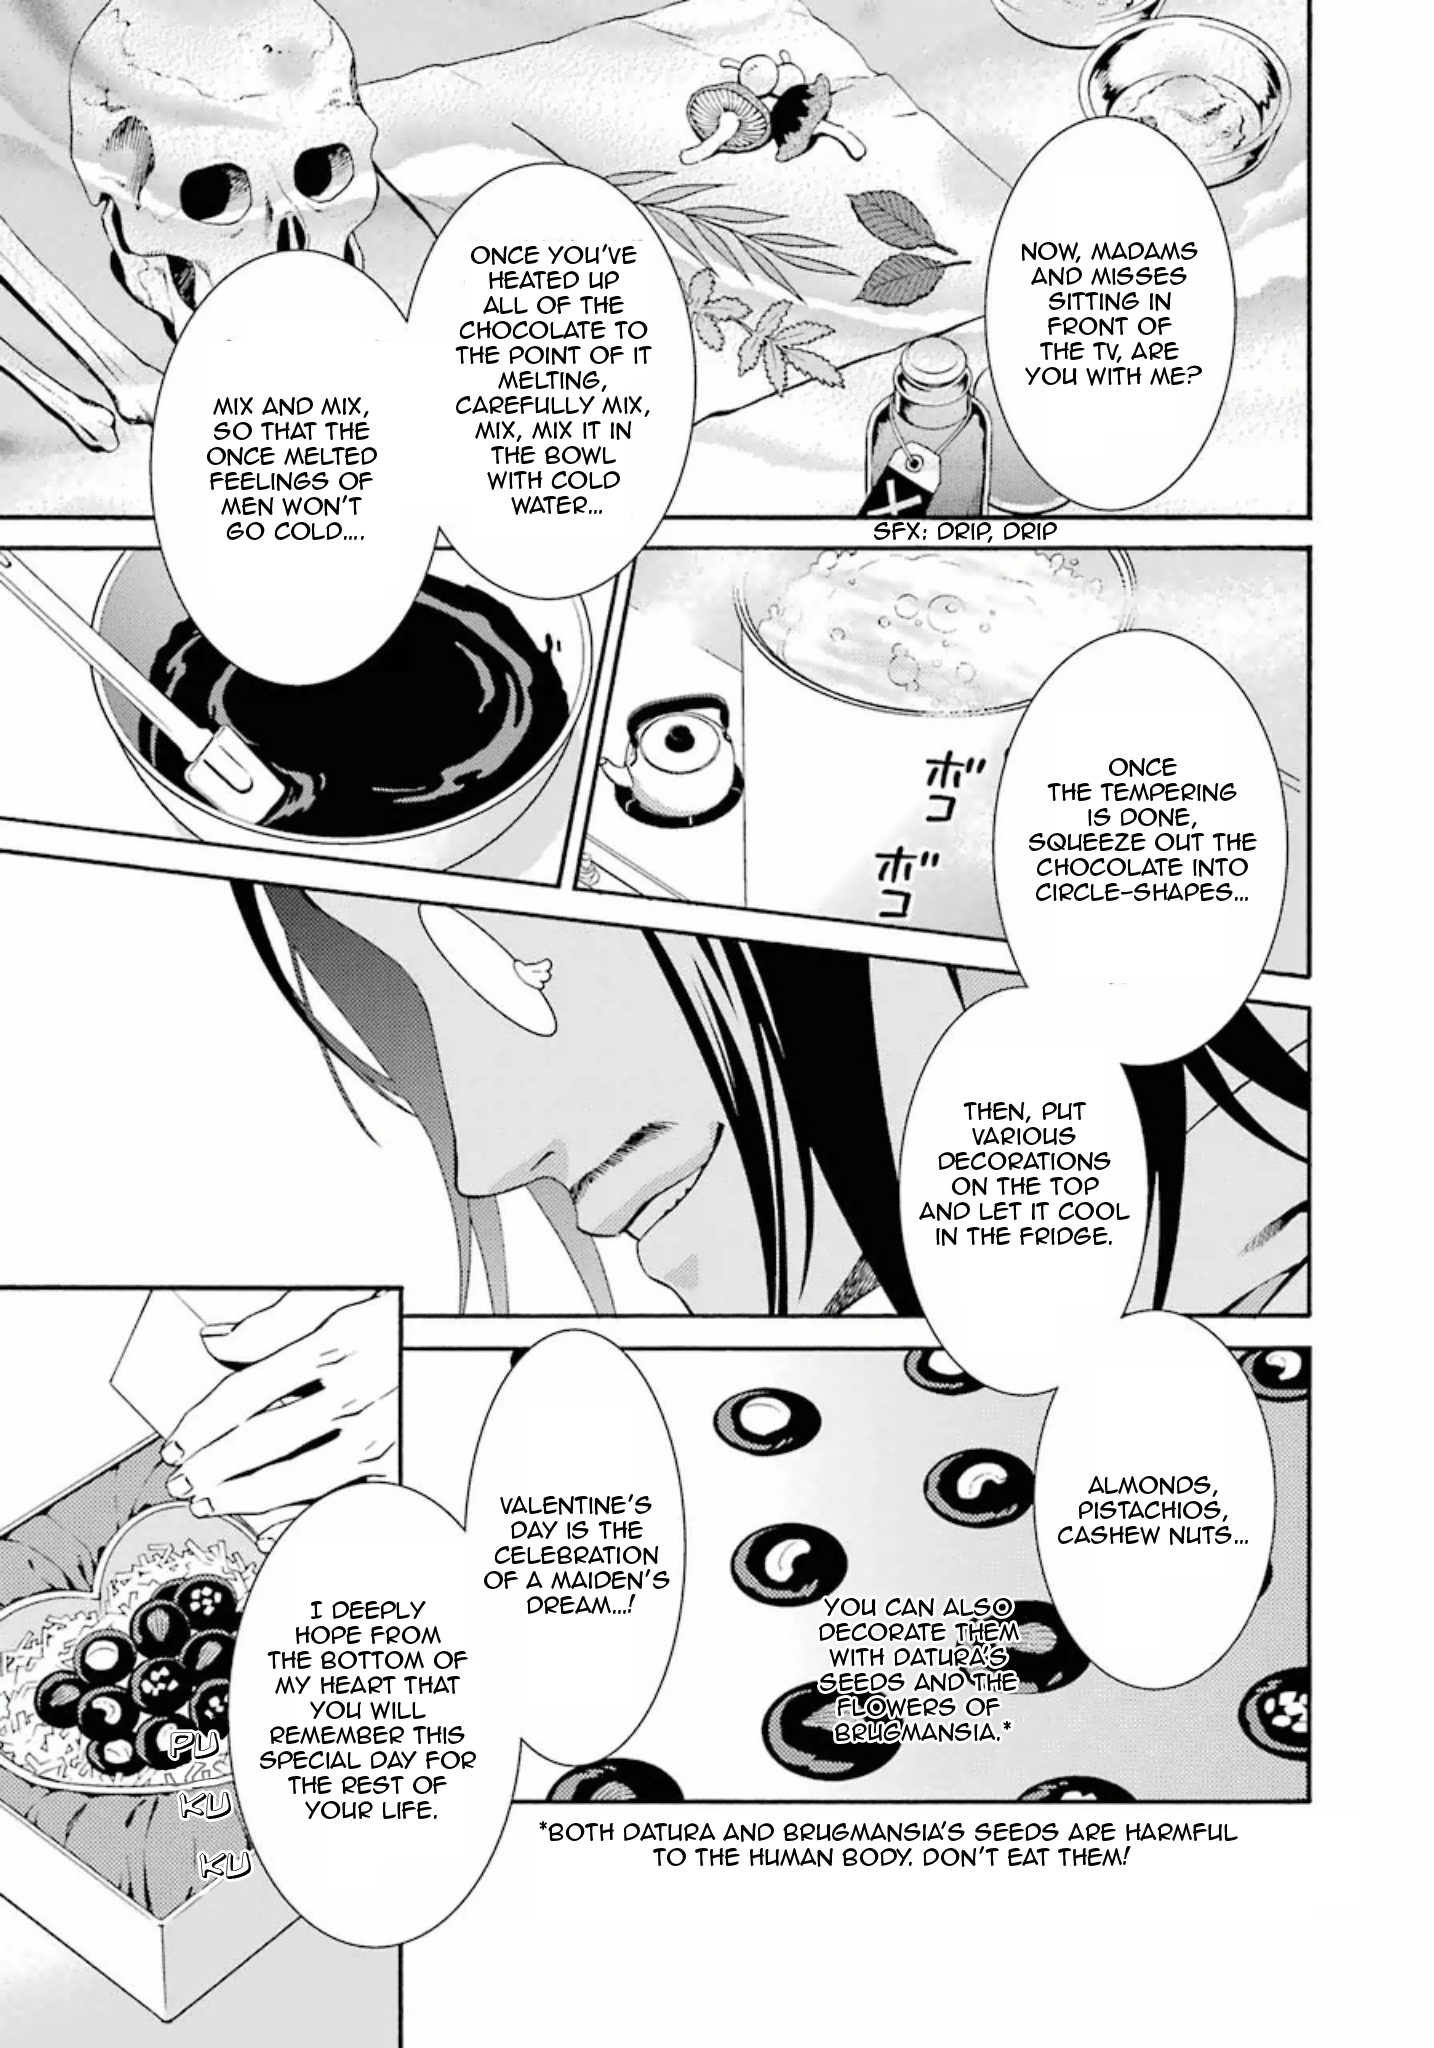 NOW, MADAMS
AND MISSES
SITTING IN
FRONT OF
THE TV, ARE
YOU WITH ME?
ONCE YOU'VE
HEATED UP
ALL OF THE
CHOCOLATE TO
THE POINT OF IT
MELTING,
CAREFULLY MIX,
MIX, MIX IT IN
THE BOWL
WITH COLD
WATER...
MIX AND MIX,
SO THAT THE
ONCE MELTED
FEELINGS OF
MEN WON'T
GO COLD....
SFX: DRIP, DRIP
ボコ
ボコ
ONCE
THE TEMPERING
IS DONE,
SQUEEZE OUT THE
CHOCOLATE INTO
CIRCLE-SHAPES...
THEN, PUT
VARIOUS
DECORATIONS
ON THE TOP
AND LET IT COOL
IN THE FRIDGE.
ALMONDS,
PISTACHIOS,
CASHEW NUTS...
YOU CAN ALSO
DECORATE THEM
WITH DATURA'S
SEEDS AND THE
FLOWERS OF
BRUGMANSIA.*
VALENTINE'S
DAY IS THE
CELEBRATION
OF A MAIDEN'S
DREAM...!
I DEEPLY
HOPE FROM
THE BOTTOM OF
MY HEART THAT
YOU WILL
REMEMBER THIS
SPECIAL DAY FOR
THE REST OF
YOUR LIFE.
PU
KU
KU
*BOTH DATURA AND BRUGMANSIA'S SEEDS ARE HARMFUL
TO THE HUMAN BODY. DON'T EAT THEM!